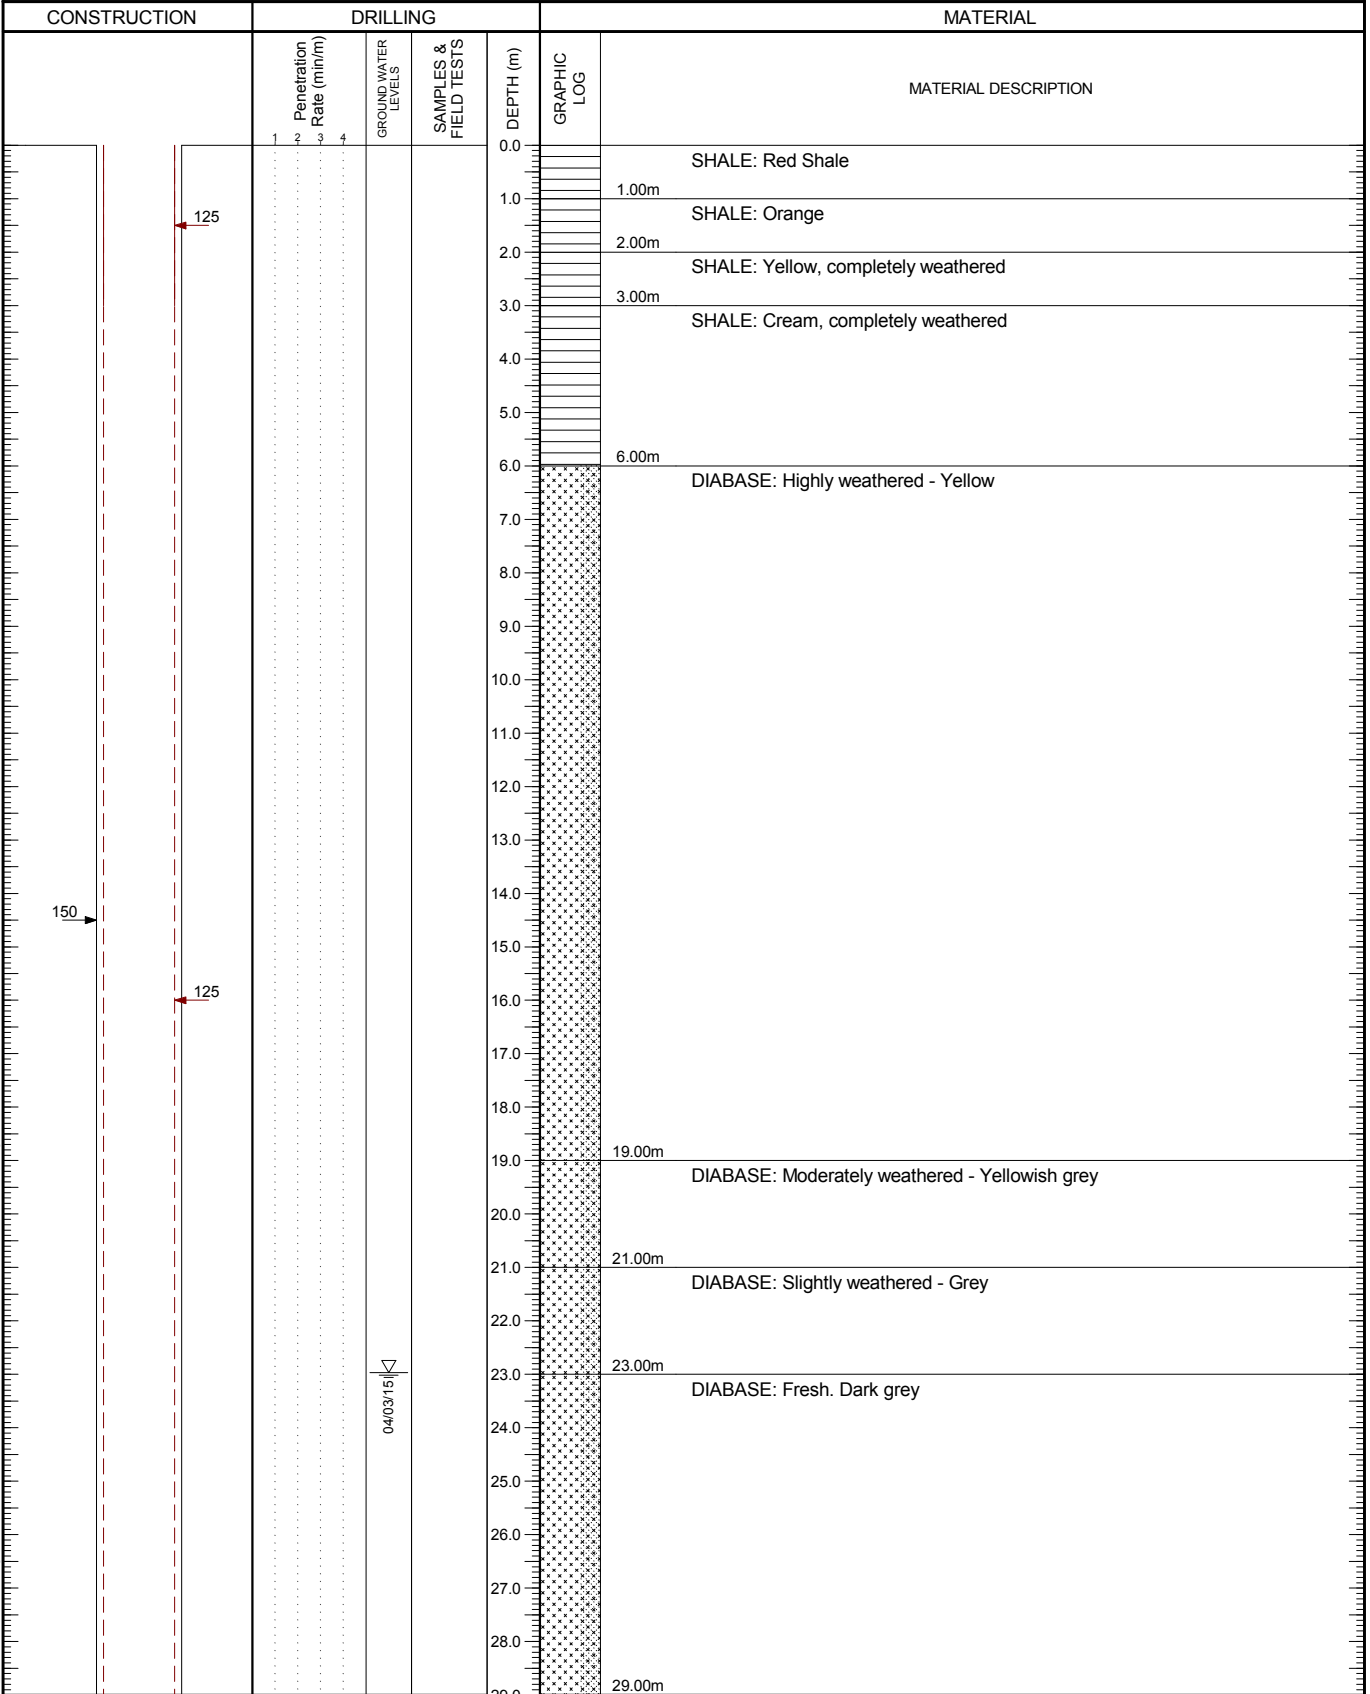 CONSTRUCTION DRILLING MATERIAL
Penetration
Rate (min/m)
1 2 3 4
GROUND WATER
LEVELS
SAMPLES &
FIELD TESTS
DEPTH (m)
GRAPHIC
LOG
MATERIAL DESCRIPTION
0.0
SHALE: Red Shale
1.00m
1.0
125
SHALE: Orange
2.00m
2.0
SHALE: Yellow, completely weathered
3.00m
3.0
SHALE: Cream, completely weathered
4.0
5.0
6.00m
6.0
DIABASE: Highly weathered - Yellow
7.0
8.0
9.0
10.0
11.0
12.0
13.0
14.0
150
15.0
125
16.0
17.0
18.0
19.00m
19.0
DIABASE: Moderately weathered - Yellowish grey
20.0
21.00m
21.0
DIABASE: Slightly weathered - Grey
22.0
23.00m
23.0
04/03/15
DIABASE: Fresh. Dark grey
24.0
25.0
26.0
27.0
28.0
29.00m